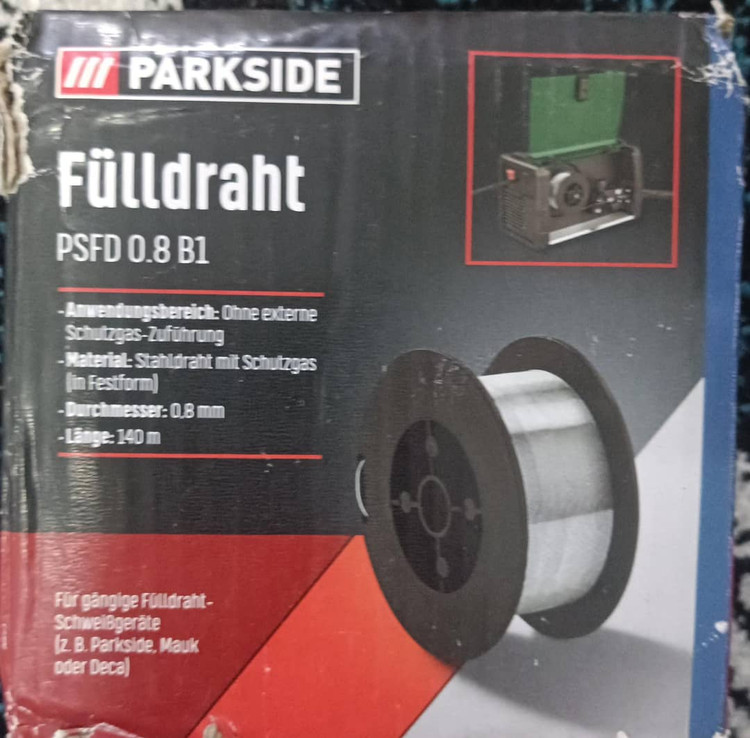 PARKSIDE
Fülldraht
PSFD 0.8 B1
- Anwendungsbereich: Ohne externe
Schutzgas-Zuführung
- Material: Stahldraht mit Schutzgas
(in Festform)
- Durchmesser: 0,8 mm
- Länge: 140 m
Für gängige Fülldraht-
Schweißgeräte
(z. B. Parkside, Mauk
oder Deca)